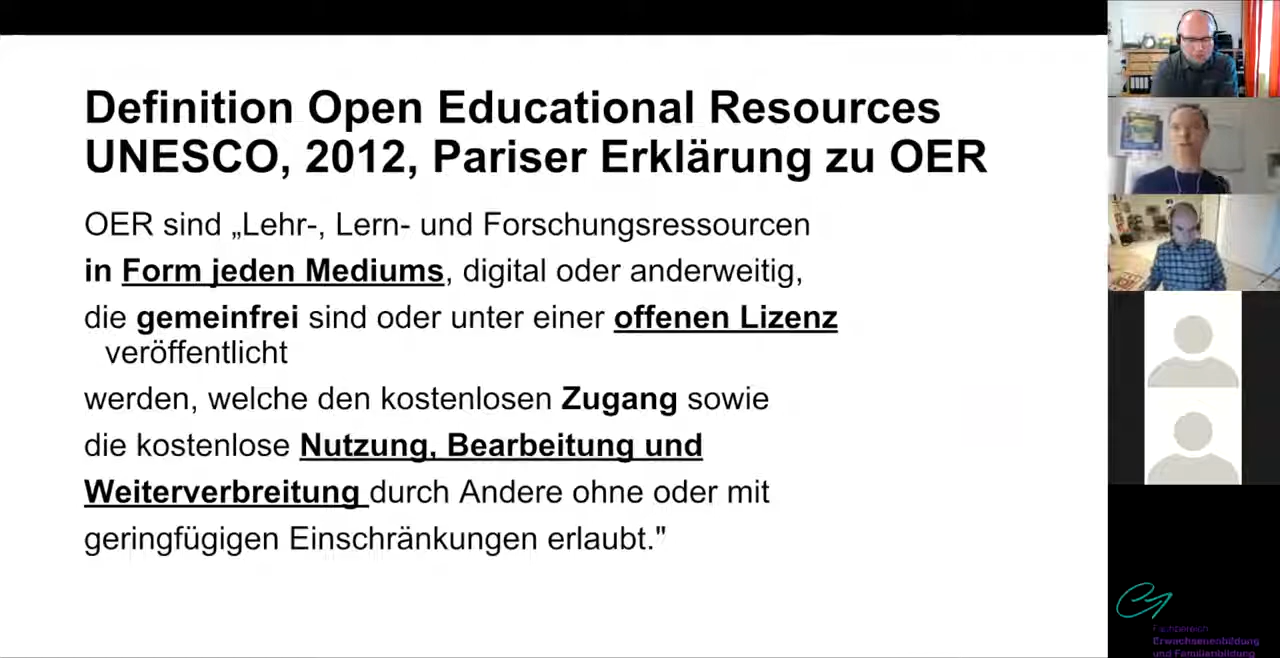 Definition Open Educational Resources
UNESCO, 2012, Pariser Erklärung zu OER
OER sind „Lehr-, Lern- und Forschungsressourcen
in Form jeden Mediums, digital oder anderweitig,
die gemeinfrei sind oder unter einer offenen Lizenz
veröffentlicht
werden, welche den kostenlosen Zugang sowie
die kostenlose Nutzung, Bearbeitung und
Weiterverbreitung durch Andere ohne oder mit
geringfügigen Einschränkungen erlaubt."
Fachbereich
Erwachsenenbildung
und Familienbildung